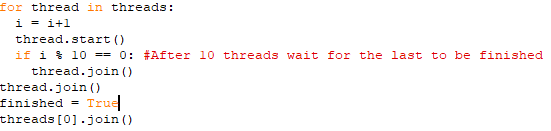 for thread in threads:
  i = i+1
  thread.start()
  if i % 10 == 0: #After 10 threads wait for the last to be finished
    thread.join()
thread.join()
finished = True
threads[0].join()